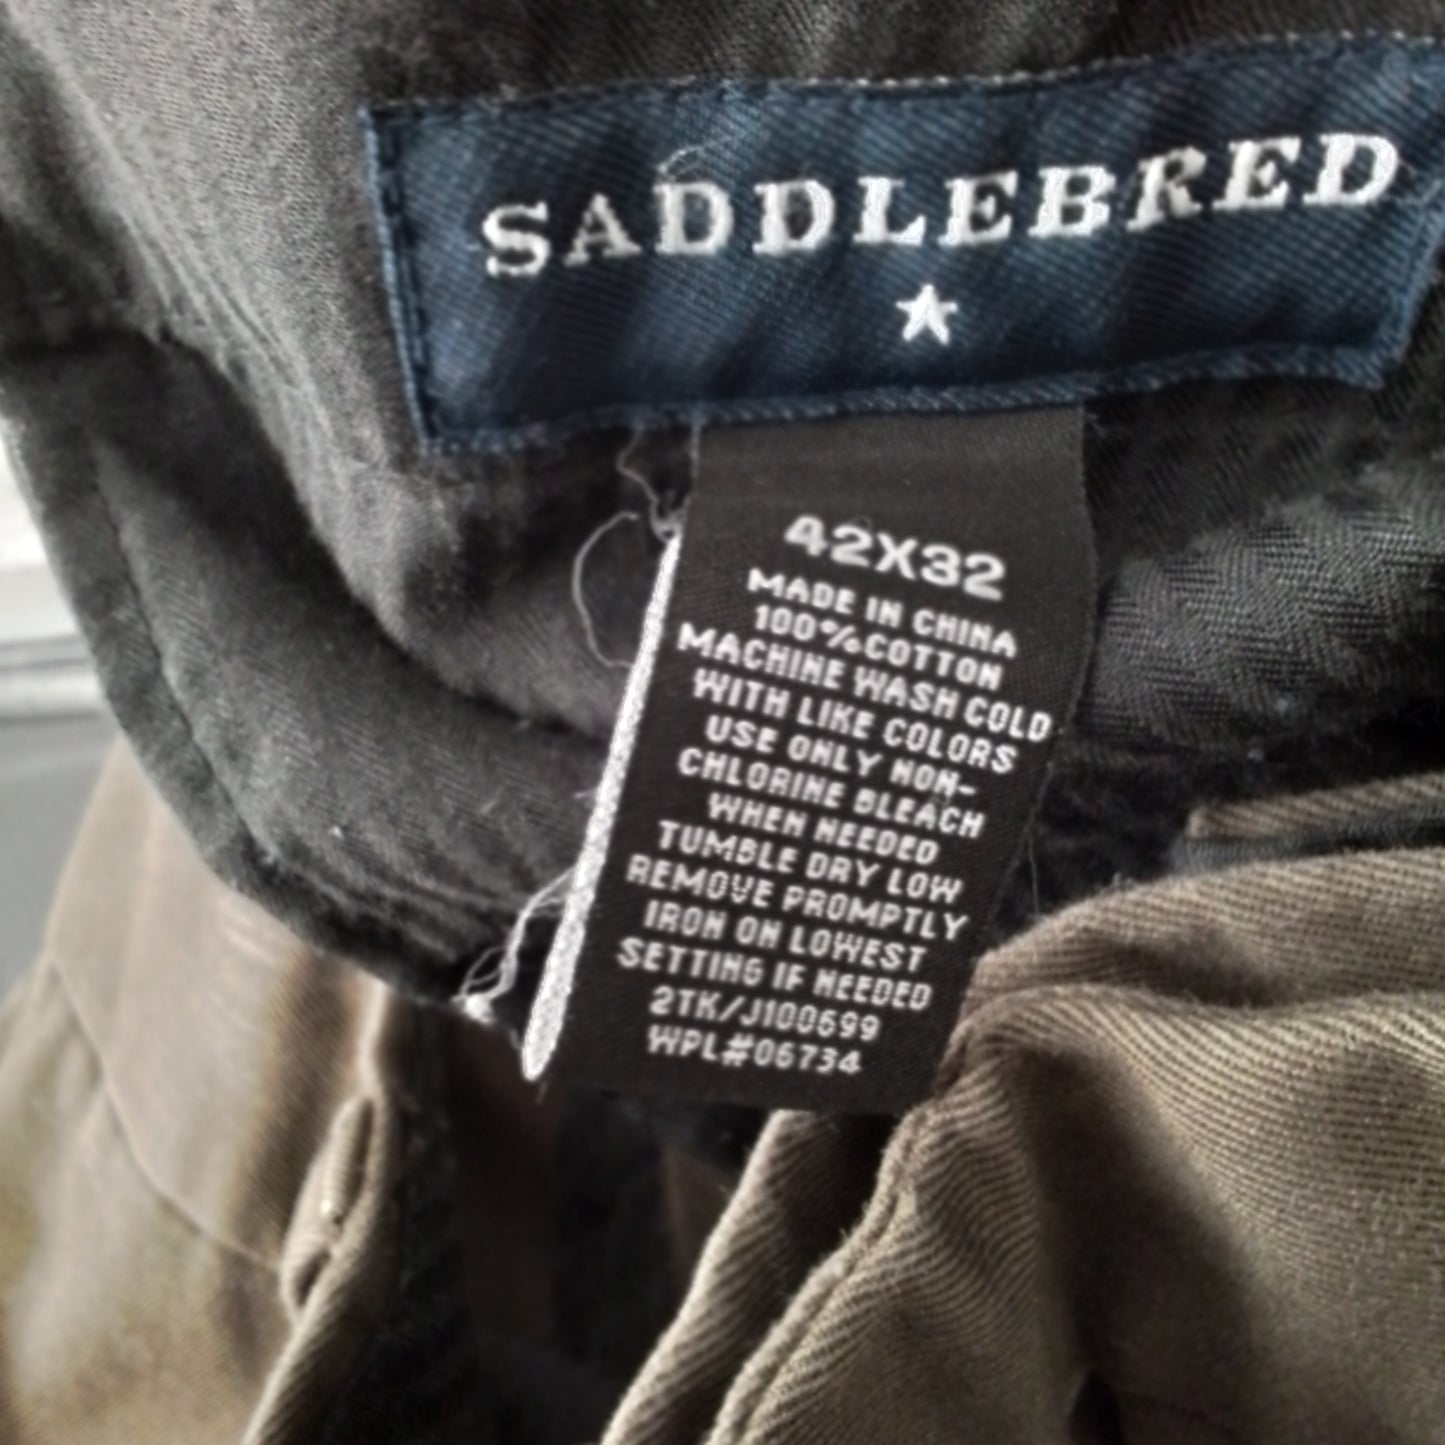 SADDLEBRED
42X32
MADE IN CHINA
100%COTTON
MACHINE WASH COLD
WITH LIKE COLORS
USE ONLY NON-
CHLORINE BLEACH
WHEN NEEDED
TUMBLE DRY LOW
REMOVE PROMPTLY
IRON ON LOWEST
SETTING IF NEEDED
2TK/J100699
WPL#06734